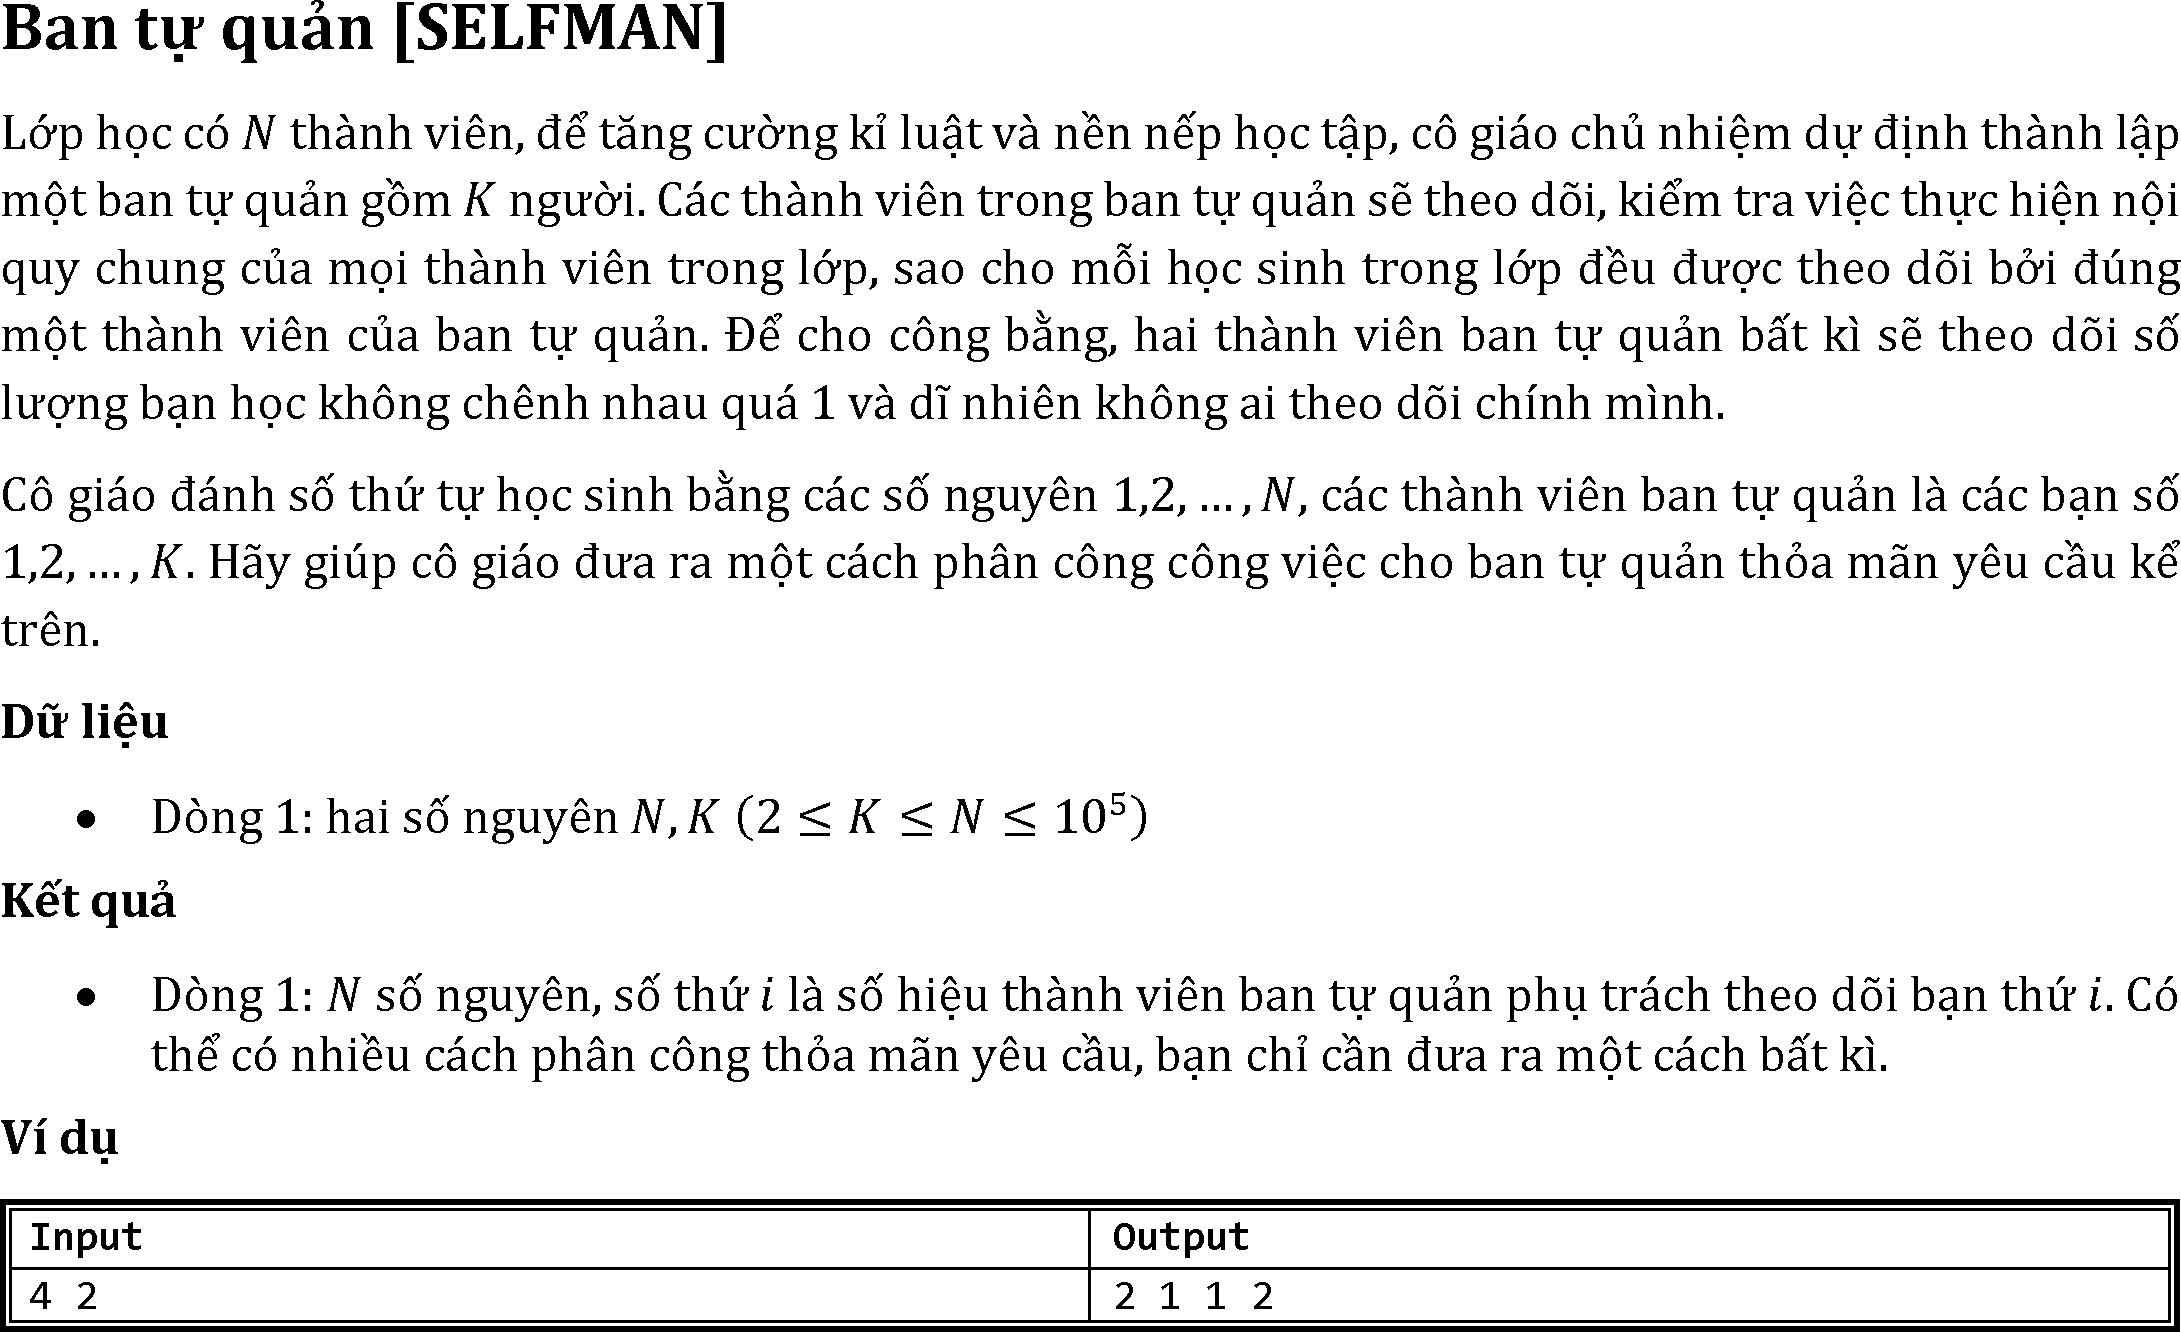 Ban tự quản [SELFMAN]
Lớp học có N thành viên, để tăng cường kỉ luật và nền nếp học tập, cô giáo chủ nhiệm dự định thành lập
một ban tự quản gồm K người. Các thành viên trong ban tự quản sẽ theo dõi, kiểm tra việc thực hiện nội
quy chung của mọi thành viên trong lớp, sao cho mỗi học sinh trong lớp đều được theo dõi bởi đúng
một thành viên của ban tự quản. Để cho công bằng, hai thành viên ban tự quản bất kì sẽ theo dõi số
lượng bạn học không chênh nhau quá 1 và dĩ nhiên không ai theo dõi chính mình.
Cô giáo đánh số thứ tự học sinh bằng các số nguyên 1,2, … , N, các thành viên ban tự quản là các bạn số
1,2, … , K. Hãy giúp cô giáo đưa ra một cách phân công công việc cho ban tự quản thỏa mãn yêu cầu kể
trên.
Dữ liệu
• Dòng 1: hai số nguyên N, K (2 ≤ K ≤ N ≤ 10⁵)
Kết quả
• Dòng 1: N số nguyên, số thứ i là số hiệu thành viên ban tự quản phụ trách theo dõi bạn thứ i. Có
thể có nhiều cách phân công thỏa mãn yêu cầu, bạn chỉ cần đưa ra một cách bất kì.
Ví dụ
Input Output
4 2 2 1 1 2